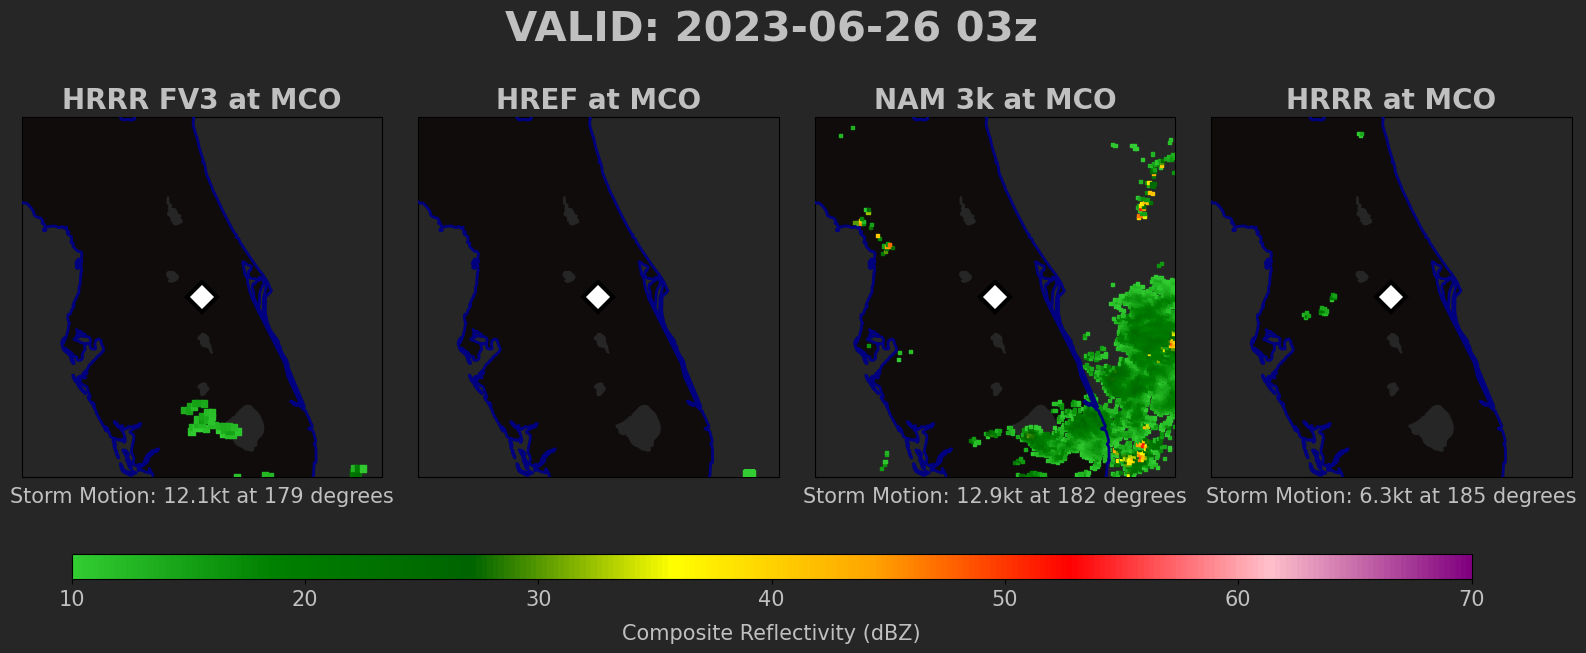 VALID: 2023-06-26 03z
HRRR FV3 at MCO
HREF at MCO
NAM 3k at MCO
HRRR at MCO
Storm Motion: 12.1kt at 179 degrees
Storm Motion: 12.9kt at 182 degrees
Storm Motion: 6.3kt at 185 degrees
10 20 30 40 50 60 70
Composite Reflectivity (dBZ)